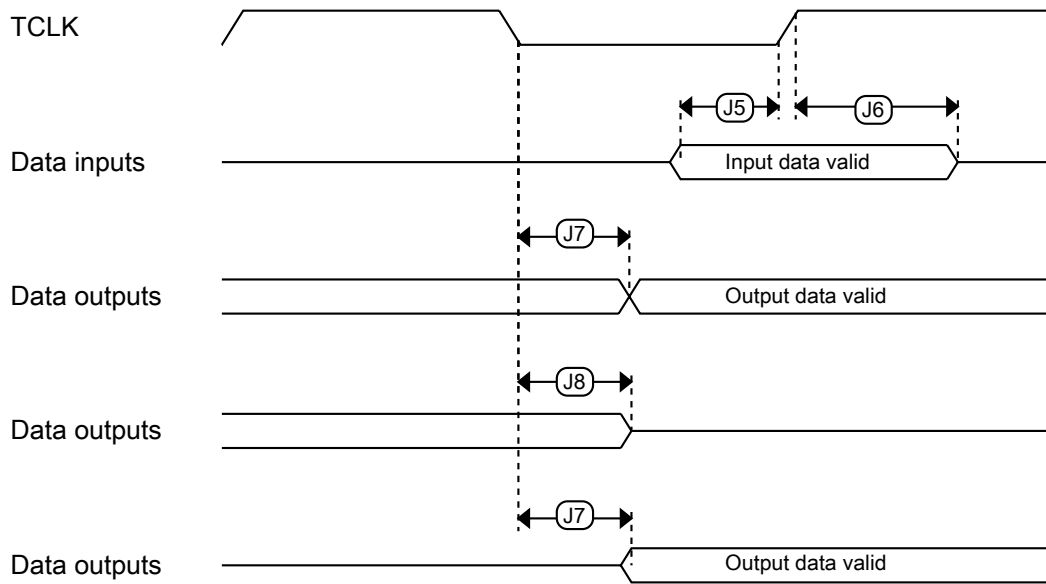 TCLK
J5
J6
Data inputs
Input data valid
J7
Data outputs
Output data valid
J8
Data outputs
J7
Data outputs
Output data valid